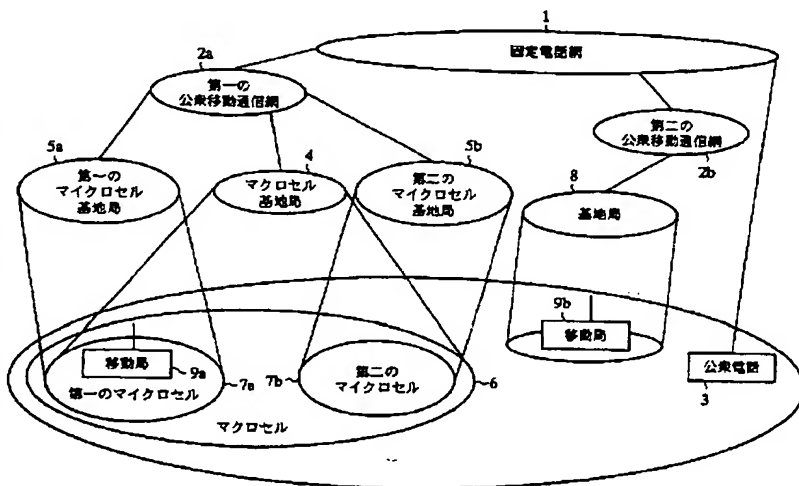 1
固定電話網
2a
第一の
公衆移動通信網
第二の
公衆移動通信網
2b
5a
第一の
マイクロセル
基地局
4
マクロセル
基地局
5b
第二の
マイクロセル
基地局
8
基地局
9b
移動局
移動局
9a
第一のマイクロセル
7a
7b
第二の
マイクロセル
6
公衆電話
3
マクロセル